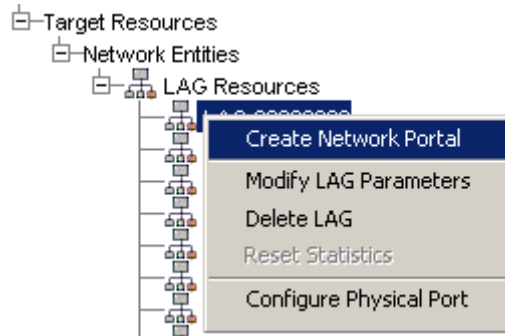 Target Resources
Network Entities
LAG Resources
Create Network Portal
Modify LAG Parameters
Delete LAG
Reset Statistics
Configure Physical Port